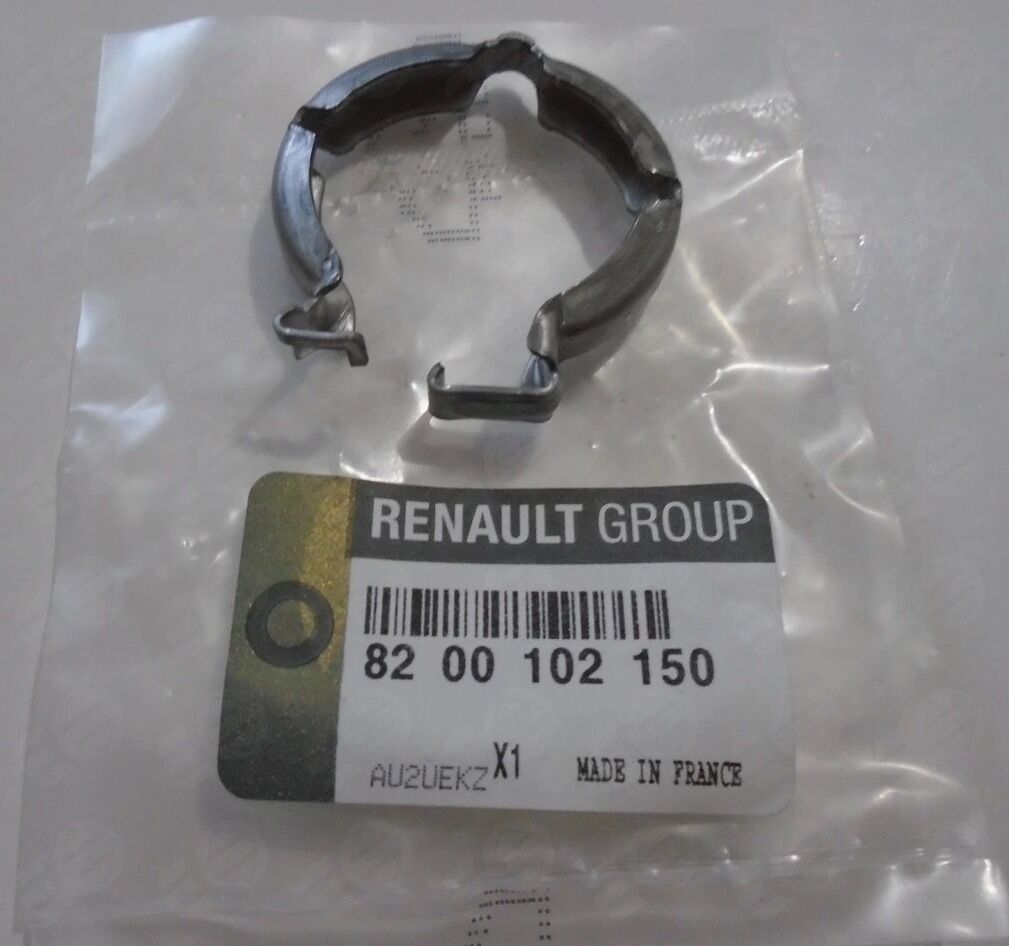 RENAULT GROUP
82 00 102 150
AU2UEKZ X1 MADE IN FRANCE